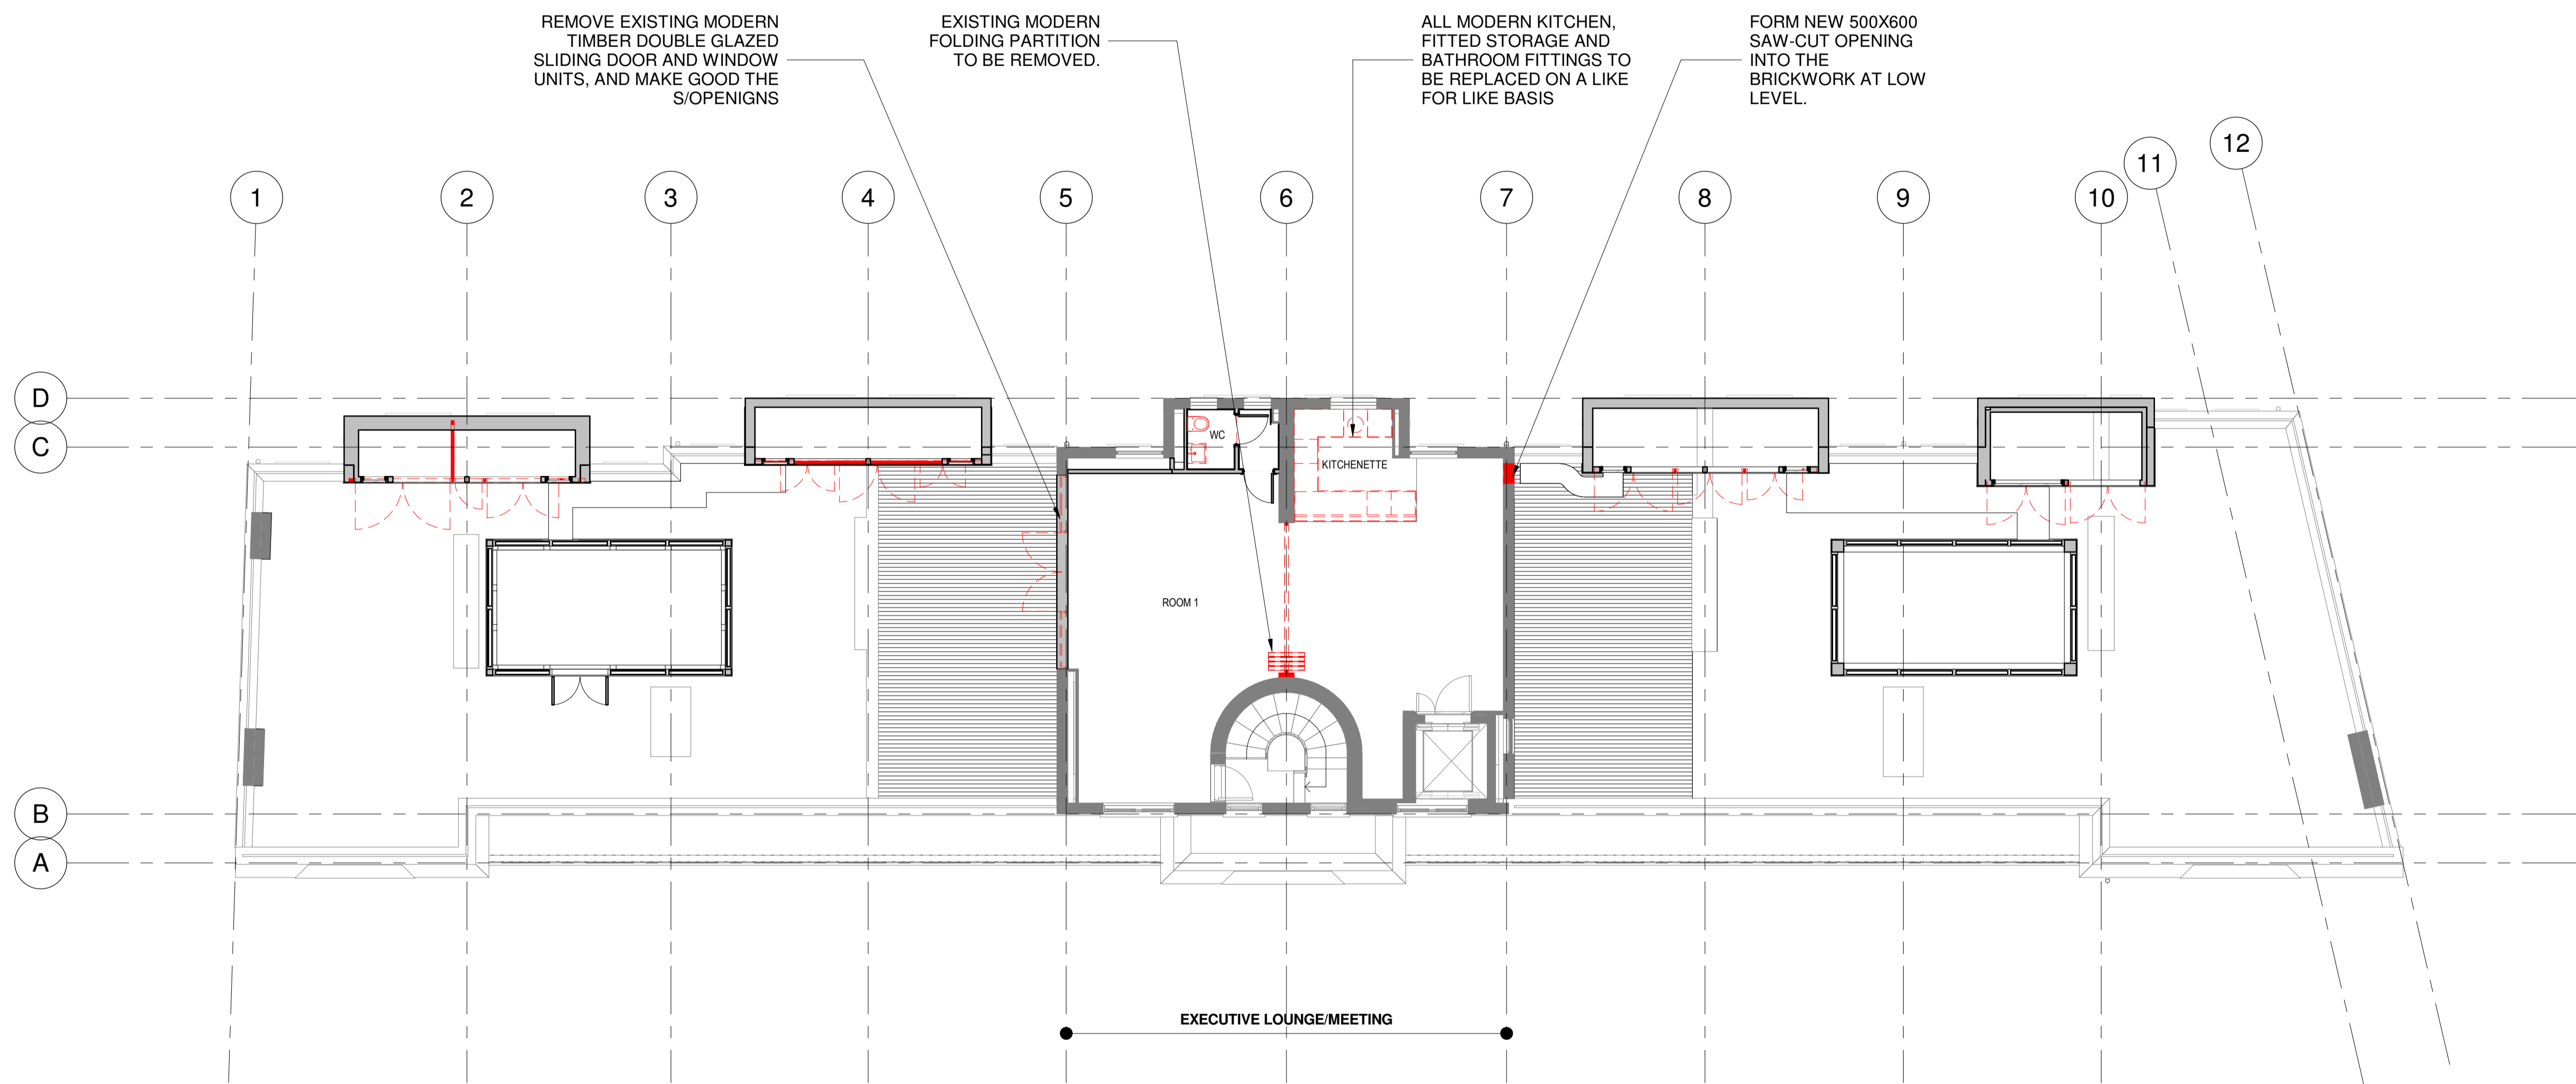 REMOVE EXISTING MODERN
TIMBER DOUBLE GLAZED
SLIDING DOOR AND WINDOW
UNITS, AND MAKE GOOD THE
S/OPENIGNS
EXISTING MODERN
FOLDING PARTITION
TO BE REMOVED.
ALL MODERN KITCHEN,
FITTED STORAGE AND
BATHROOM FITTINGS TO
BE REPLACED ON A LIKE
FOR LIKE BASIS
FORM NEW 500X600
SAW-CUT OPENING
INTO THE
BRICKWORK AT LOW
LEVEL.
1
2
3
4
5
6
7
8
9
10
11
12
D
C
WC
KITCHENETTE
ROOM 1
B
A
EXECUTIVE LOUNGE/MEETING